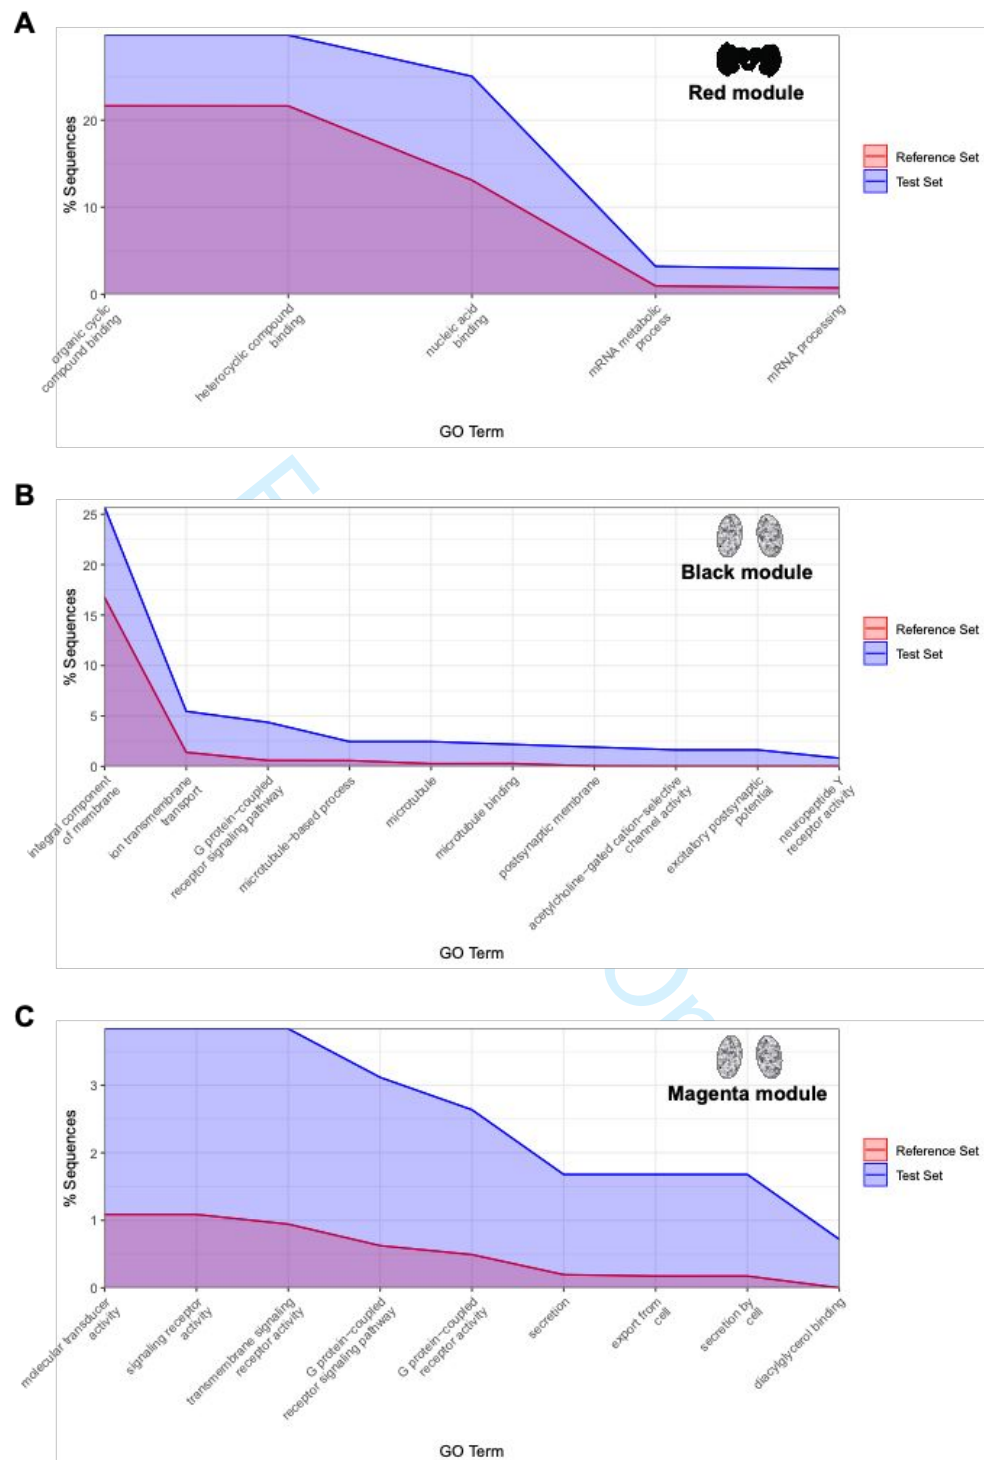 A
Red module
% Sequences
20
10
0
Reference Set
Test Set
organic cyclic
compound binding
heterocyclic compound
binding
nucleic acid
binding
mRNA metabolic
process
mRNA processing
GO Term
B
Black module
% Sequences
25
20
15
10
5
0
Reference Set
Test Set
integral component
of membrane
ion transmembrane
transport
G protein-coupled
receptor signaling pathway
microtubule-based process
microtubule
microtubule binding
postsynaptic membrane
acetylcholine-gated cation-selective
channel activity
excitatory postsynaptic
potential
neuropeptide Y
receptor activity
GO Term
C
Magenta module
% Sequences
3
2
1
0
Reference Set
Test Set
molecular transducer
activity
signaling receptor
activity
transmembrane signaling
receptor activity
G protein-coupled
receptor signaling pathway
G protein-coupled
receptor activity
secretion
export from
cell
secretion by
cell
diacylglycerol binding
GO Term